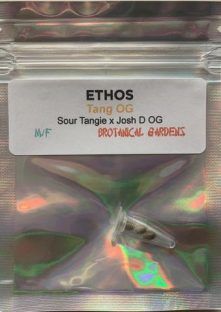 ETHOS
Tang OG
Sour Tangie x Josh D OG
M/F BROTANICAL GARDENS